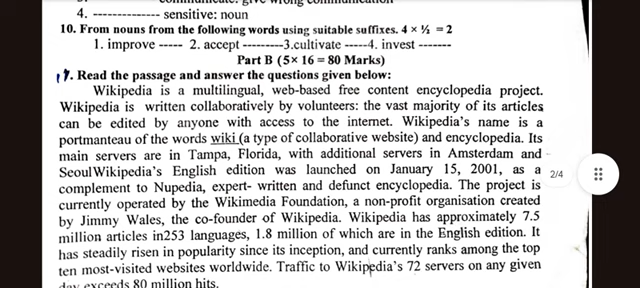 communicate: give wrong communication
4. -------------- sensitive: noun
10. From nouns from the following words using suitable suffixes. 4 × ½ =2
1. improve ----- 2. accept ---------3.cultivate -----4. invest -------
Part B (5× 16 = 80 Marks)
17. Read the passage and answer the questions given below:
Wikipedia is a multilingual, web-based free content encyclopedia project.
Wikipedia is written collaboratively by volunteers: the vast majority of its articles
can be edited by anyone with access to the internet. Wikipedia's name is a
portmanteau of the words wiki (a type of collaborative website) and encyclopedia. Its
main servers are in Tampa, Florida, with additional servers in Amsterdam and
SeoulWikipedia's English edition was launched on January 15, 2001, as a
complement to Nupedia, expert- written and defunct encyclopedia. The project is
currently operated by the Wikimedia Foundation, a non-profit organisation created
by Jimmy Wales, the co-founder of Wikipedia. Wikipedia has approximately 7.5
million articles in253 languages, 1.8 million of which are in the English edition. It
has steadily risen in popularity since its inception, and currently ranks among the top
ten most-visited websites worldwide. Traffic to Wikipedia's 72 servers on any given
day exceeds 80 million hits.
2/4